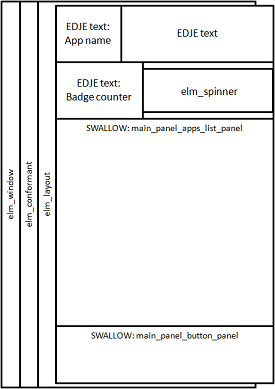 EDJE text:
App name
EDJE text
EDJE text:
Badge counter
elm_spinner
SWALLOW: main_panel_apps_list_panel
elm_window
elm_conformant
elm_layout
SWALLOW: main_panel_button_panel